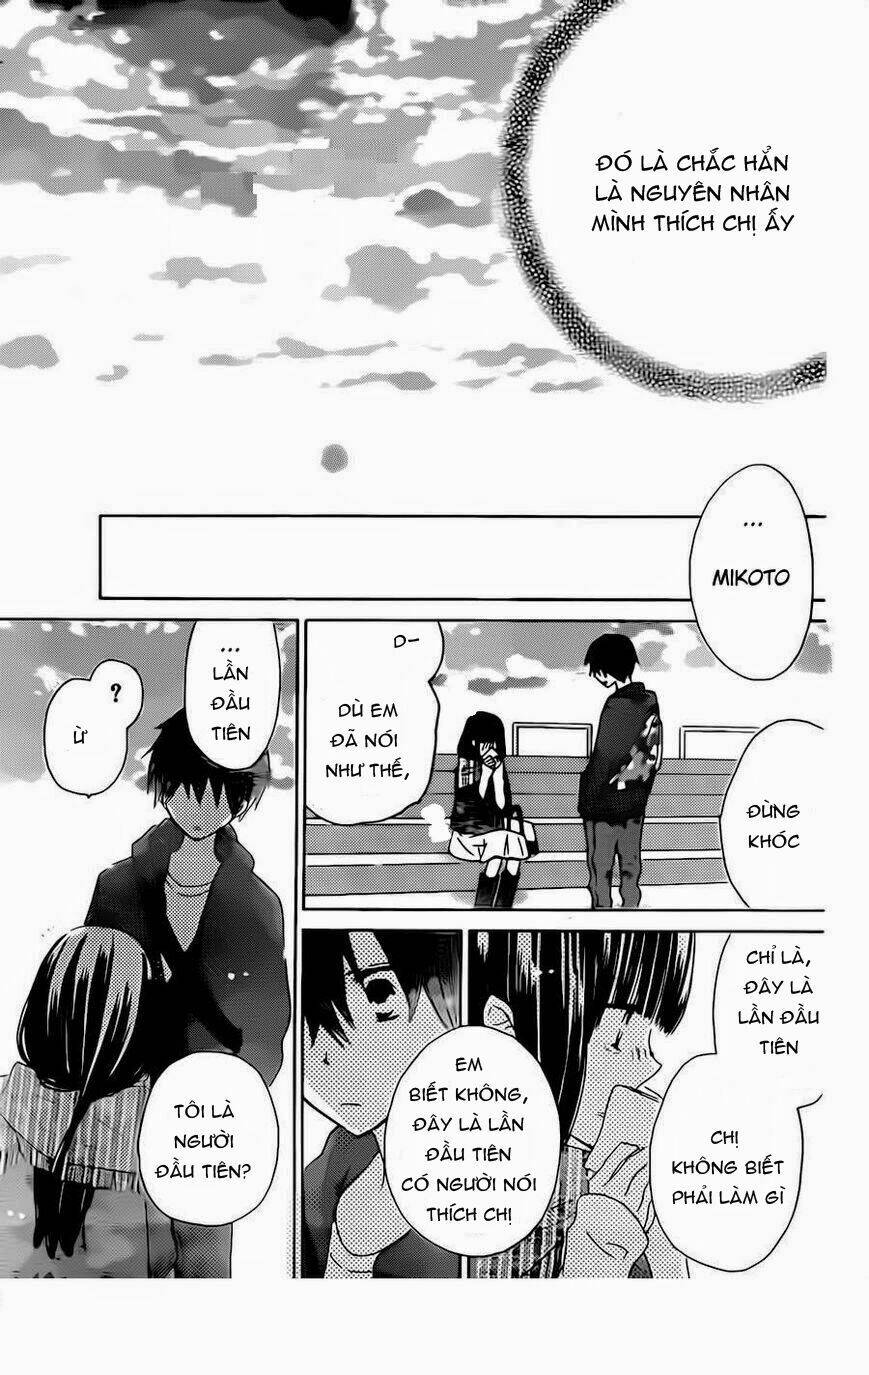 ĐÓ LÀ CHẮC HẲN
LÀ NGUYÊN NHÂN
MÌNH THÍCH CHỊ ẤY
...
MIKOTO
ĐỪNG
KHÓC
D-
DÙ EM
ĐÃ NÓI
NHƯ THẾ,
...
LẦN
ĐẦU
TIÊN
?
Ừ
CHỈ LÀ,
ĐÂY LÀ
LẦN ĐẦU
TIÊN
CHỊ
KHÔNG BIẾT
PHẢI LÀM GÌ
EM
BIẾT KHÔNG,
ĐÂY LÀ LẦN
ĐẦU TIÊN
CÓ NGƯỜI NÓI
THÍCH CHỊ
TÔI LÀ
NGƯỜI
ĐẦU TIÊN?